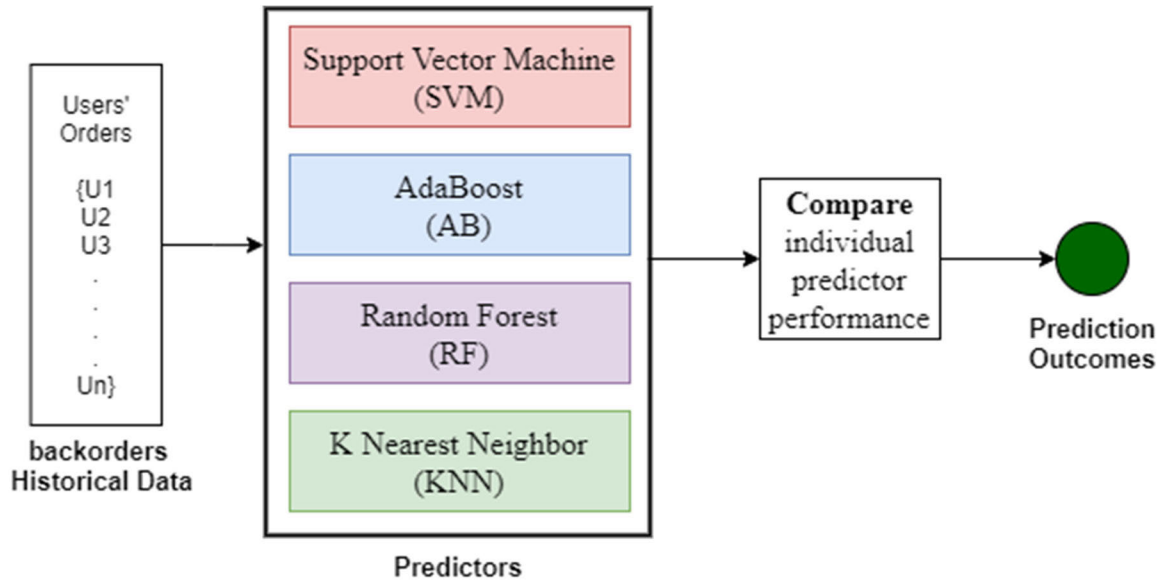 Users'
Orders
{U1
U2
U3
.
.
.
.
Un}
backorders
Historical Data
Support Vector Machine
(SVM)
AdaBoost
(AB)
Random Forest
(RF)
K Nearest Neighbor
(KNN)
Predictors
Compare
individual
predictor
performance
Prediction
Outcomes